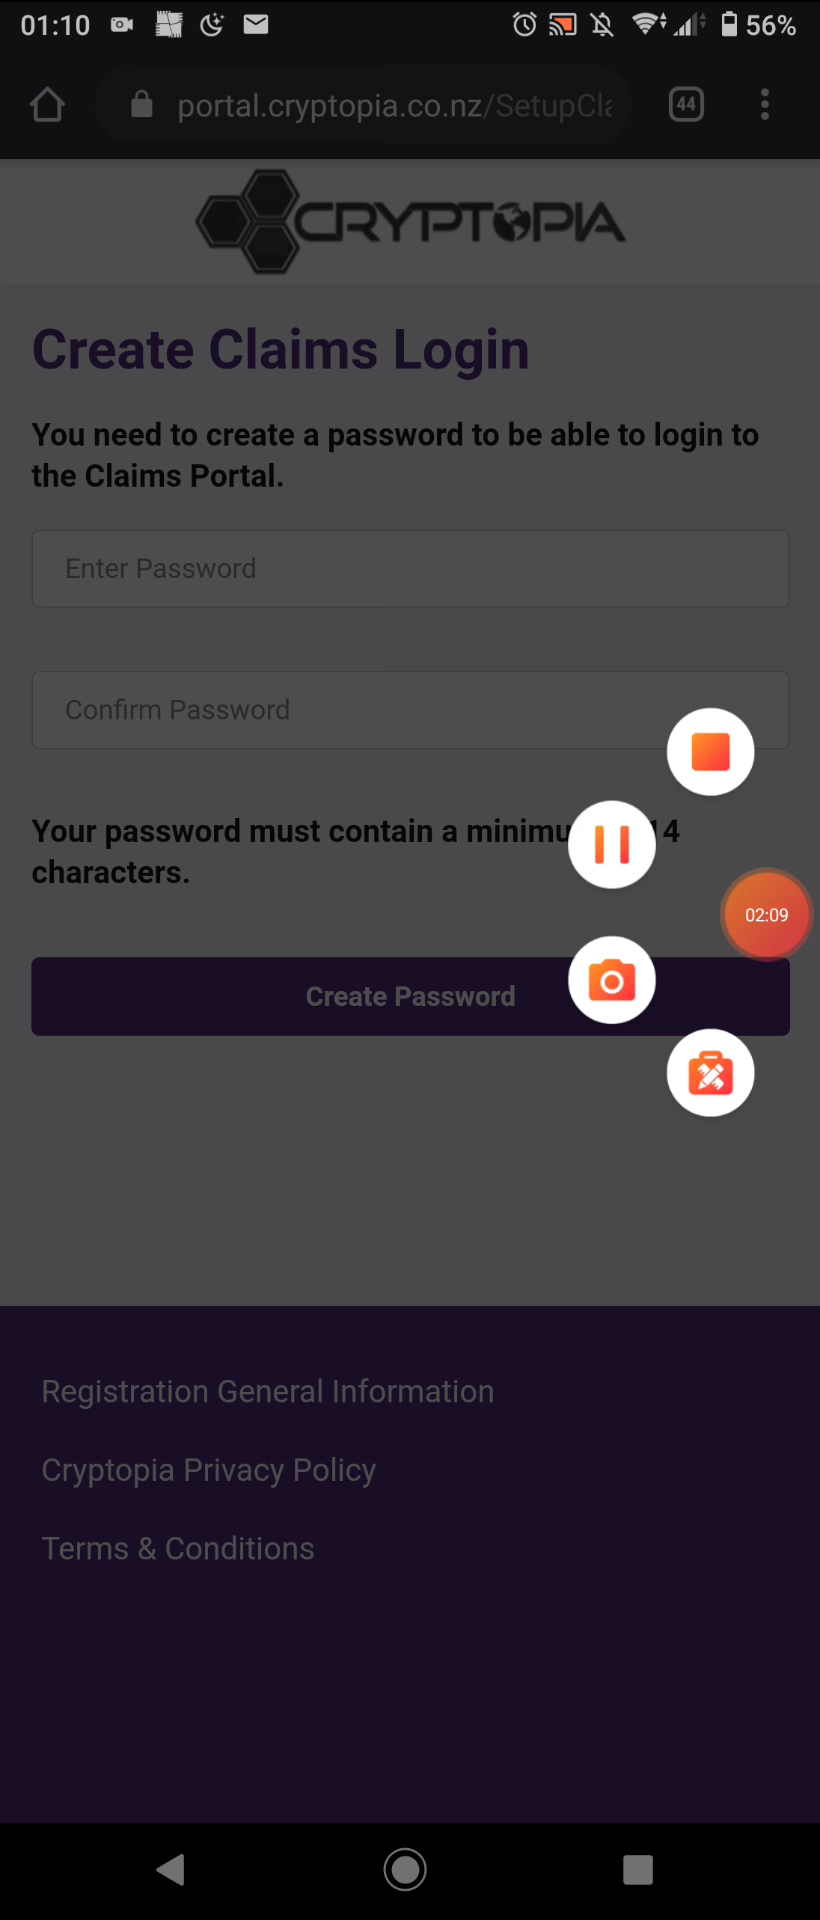 01:10
56%
portal.cryptopia.co.nz/SetupCla
44
CRYPTOPIA
Create Claims Login
You need to create a password to be able to login to
the Claims Portal.
Enter Password
Confirm Password
Your password must contain a 14
characters.
02:09
Create Password
Registration General Information
Cryptopia Privacy Policy
Terms & Conditions